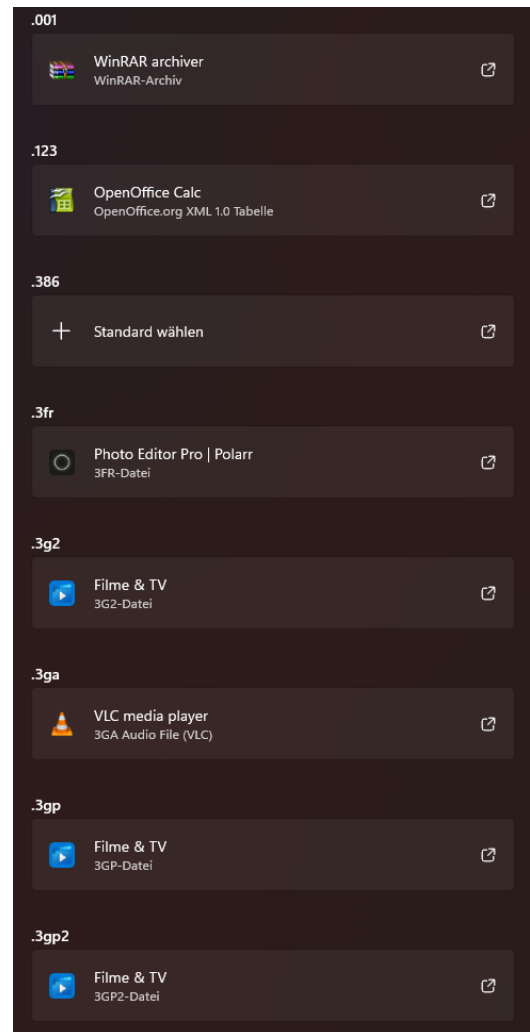 .001
WinRAR archiver
WinRAR-Archiv
.123
OpenOffice Calc
OpenOffice.org XML 1.0 Tabelle
.386
Standard wählen
.3fr
Photo Editor Pro | Polarr
3FR-Datei
.3g2
Filme & TV
3G2-Datei
.3ga
VLC media player
3GA Audio File (VLC)
.3gp
Filme & TV
3GP-Datei
.3gp2
Filme & TV
3GP2-Datei